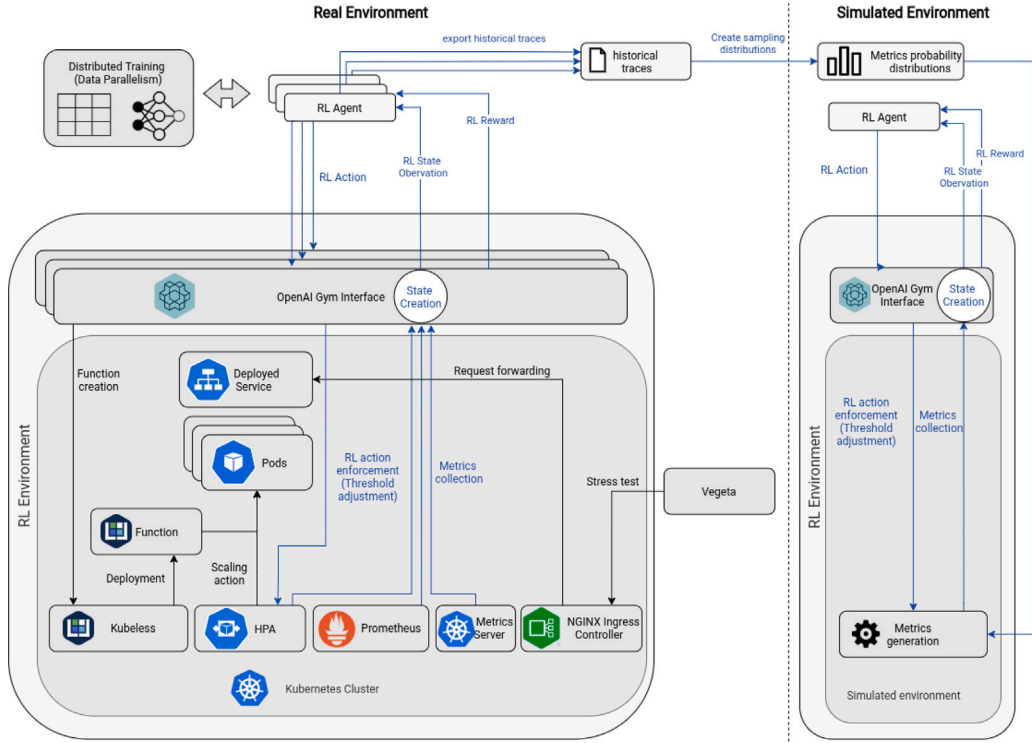 Real Environment
Simulated Environment
Distributed Training
(Data Parallelism)
export historical traces
historical
traces
Create sampling
distributions
Metrics probability
distributions
RL Agent
RL Reward
RL State
Obervation
RL Action
RL Agent
RL Reward
RL Action
RL State
Obervation
OpenAI Gym Interface
State
Creation
OpenAI Gym
Interface
State
Creation
Function
creation
Deployed
Service
Request forwarding
Pods
RL action
enforcement
(Threshold
adjustment)
Metrics
collection
Stress test
Vegeta
RL Environment
Function
Deployment
Scaling
action
Kubeless
HPA
Prometheus
Metrics
Server
NGINX Ingress
Controller
Kubernetes Cluster
RL action
enforcement
(Threshold
adjustment)
Metrics
collection
RL Environment
Metrics
generation
Simulated environment